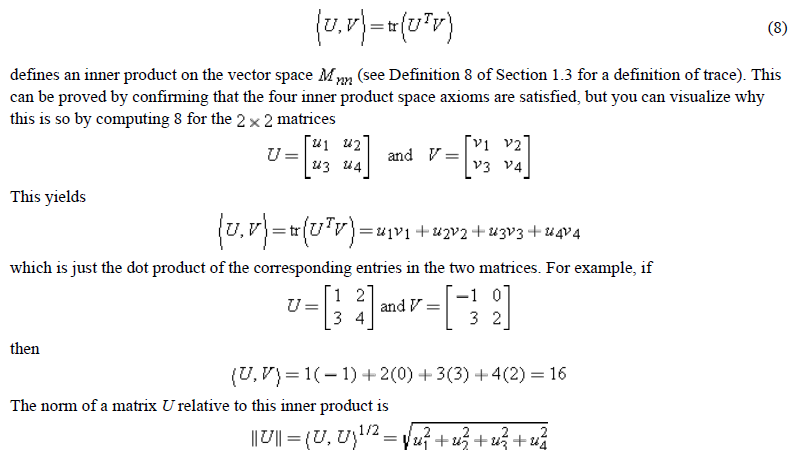 ⟨U, V⟩ = tr(UᵀV) (8)
defines an inner product on the vector space Mₙₙ (see Definition 8 of Section 1.3 for a definition of trace). This
can be proved by confirming that the four inner product space axioms are satisfied, but you can visualize why
this is so by computing 8 for the 2 × 2 matrices
U = [u₁ u₂; u₃ u₄] and V = [v₁ v₂; v₃ v₄]
This yields
⟨U, V⟩ = tr(UᵀV) = u₁v₁ + u₂v₂ + u₃v₃ + u₄v₄
which is just the dot product of the corresponding entries in the two matrices. For example, if
U = [1 2; 3 4] and V = [−1 0; 3 2]
then
⟨U, V⟩ = 1(−1) + 2(0) + 3(3) + 4(2) = 16
The norm of a matrix U relative to this inner product is
‖U‖ = ⟨U, U⟩^1/2 = √(u₁² + u₂² + u₃² + u₄²)